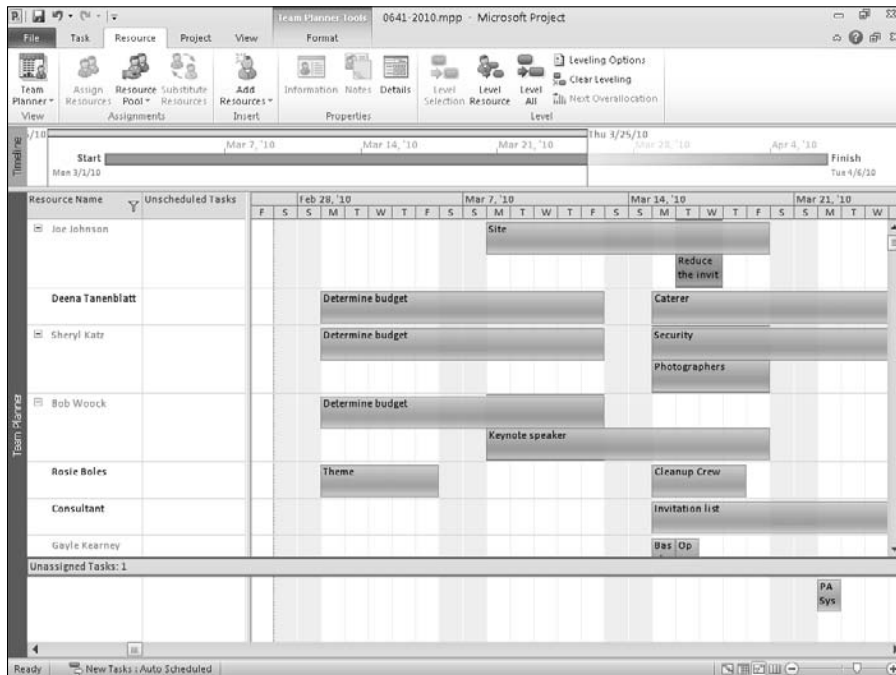 Team Planner Tools
0641-2010.mpp - Microsoft Project
File Task Resource Project View Format
Team Planner
Assign Resources
Resource Pool
Substitute Resources
Add Resources
Information Notes Details
Level Selection
Level Resource
Level All
Leveling Options
Clear Leveling
Next Overallocation
View Assignments Insert Properties Level
Timeline
/10 Thu 3/25/10
Mar 7, '10 Mar 14, '10 Mar 21, '10 Apr 4, '10
Start Finish
Mon 3/1/10 Tue 4/6/10
Resource Name Unscheduled Tasks
Feb 28, '10 Mar 7, '10 Mar 14, '10 Mar 21, '10
F S S M T W T F S S M T W T F S S M T W T F S S M T W
Joe Johnson Site
Reduce
the invit
Deena Tanenblatt Determine budget Caterer
Sheryl Katr Determine budget Security
Photographers
Team Planner
Bob Woock Determine budget
Keynote speaker
Rosie Boles Theme Cleanup Crew
Consultant Invitation list
Gayle Kearney Bas Op
Unassigned Tasks: 1
PA
Sys
Ready New Tasks : Auto Scheduled